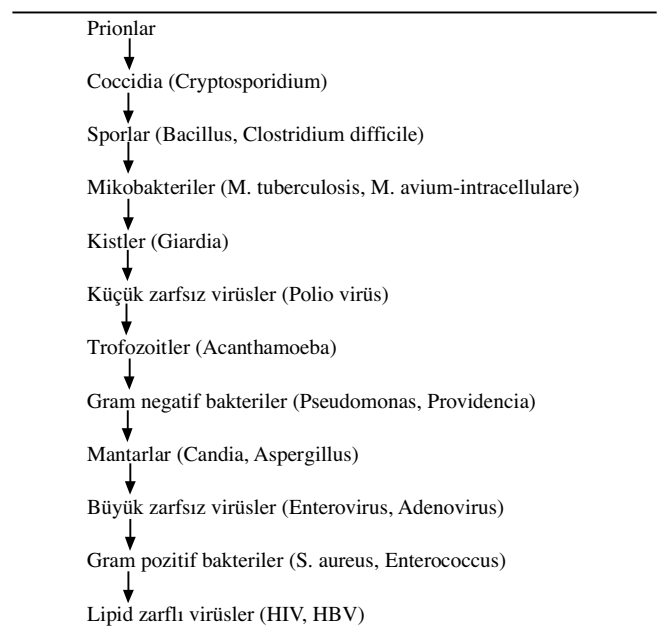 Prionlar
Coccidia (Cryptosporidium)
Sporlar (Bacillus, Clostridium difficile)
Mikobakteriler (M. tuberculosis, M. avium-intracellulare)
Kistler (Giardia)
Küçük zarfsız virüsler (Polio virüs)
Trofozoitler (Acanthamoeba)
Gram negatif bakteriler (Pseudomonas, Providencia)
Mantarlar (Candia, Aspergillus)
Büyük zarfsız virüsler (Enterovirus, Adenovirus)
Gram pozitif bakteriler (S. aureus, Enterococcus)
Lipid zarflı virüsler (HIV, HBV)